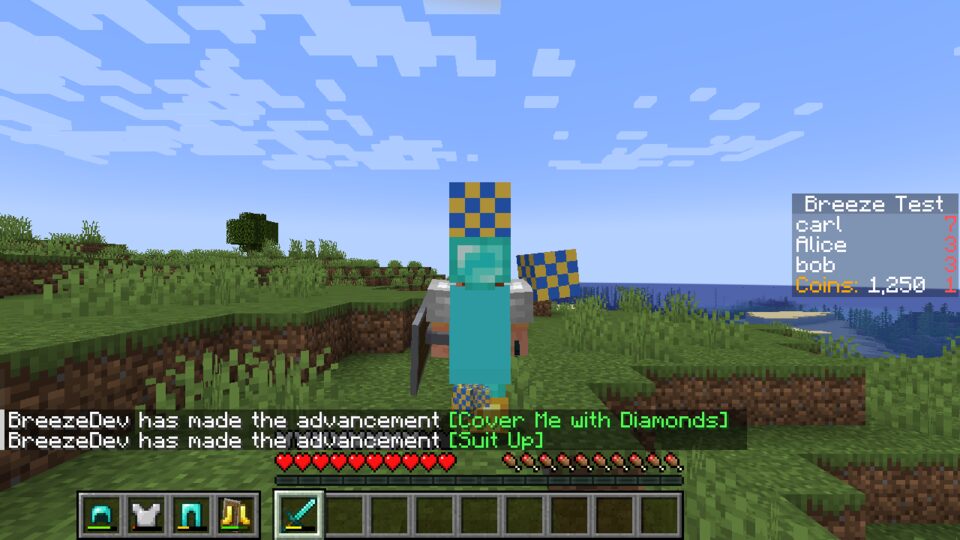 Breeze Test
carl 7
Alice 3
bob 3
Coins: 1,250 1
BreezeDev has made the advancement [Cover Me with Diamonds]
BreezeDev has made the advancement [Suit Up]